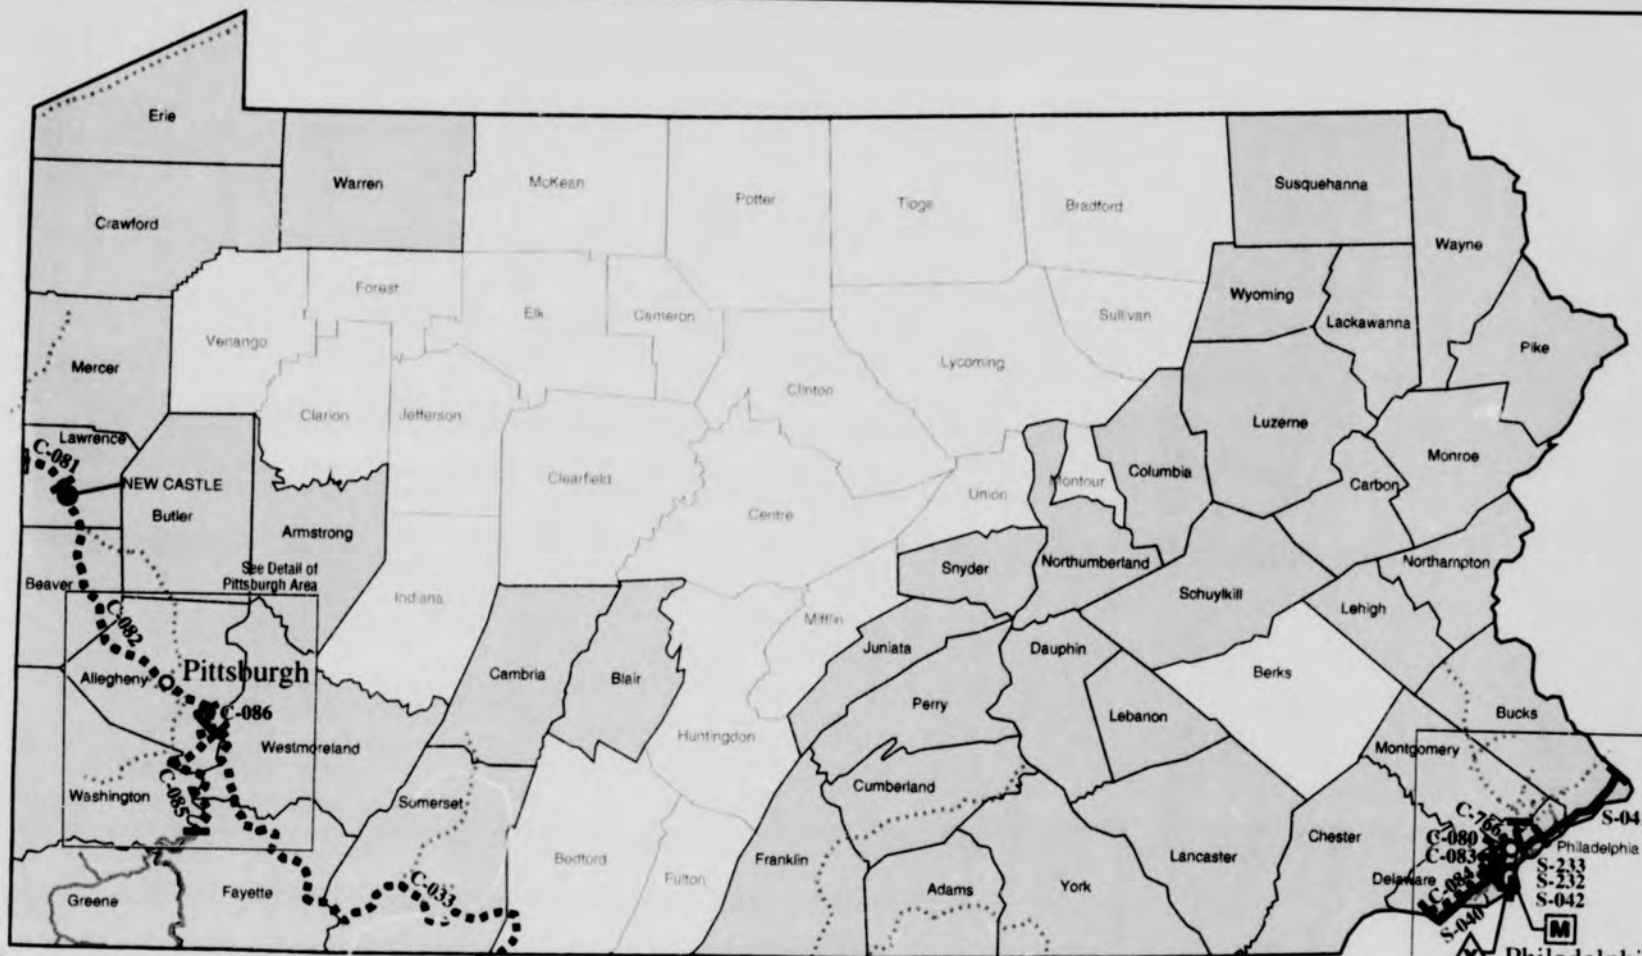 Erie
Warren
McKean
Potter
Tioga
Bradford
Susquehanna
Wayne
Crawford
Forest
Elk
Cameron
Wyoming
Lackawanna
Sullivan
Venango
Mercer
Lycoming
Pike
Clinton
Clarion
Jefferson
Luzerne
Lawrence
C-081
NEW CASTLE
Butler
Clearfield
Centre
Union
Montour
Columbia
Carbon
Monroe
Armstrong
See Detail of
Pittsburgh Area
Beaver
Indiana
Snyder
Northumberland
Northampton
Schuylkill
Lehigh
C-082
Mifflin
Juniata
Dauphin
Allegheny
Pittsburgh
Cambria
Blair
Perry
Berks
C-086
Lebanon
Bucks
Westmoreland
Huntingdon
Montgomery
Washington
C-085
Somerset
Cumberland
C-766
S-04
C-080
Chester
Philadelphia
C-083
Bedford
Franklin
Lancaster
S-233
Delaware
C-084
S-232
Greene
Fayette
C-033
Fulton
Adams
York
S-042
S-040
M